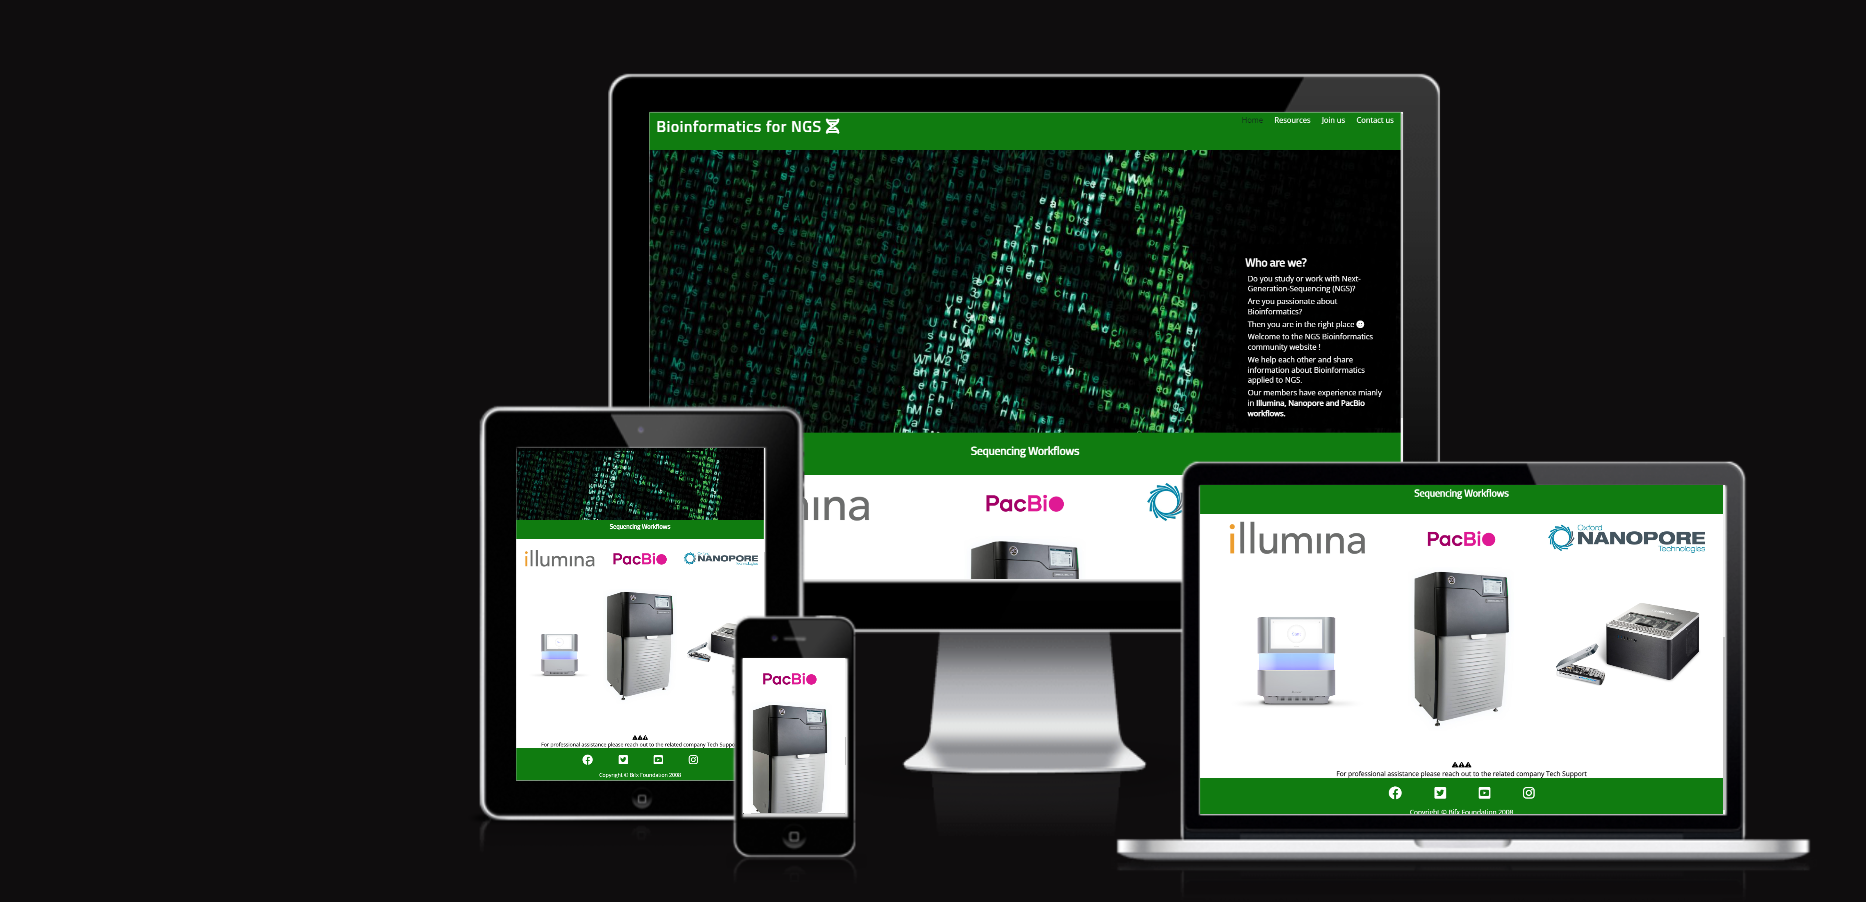 Bioinformatics for NGS
Home Resources Join us Contact us
Who are we?
Do you study or work with Next-
Generation-Sequencing (NGS)?
Are you passionate about
Bioinformatics?
Then you are in the right place
Welcome to the NGS Bioinformatics
community website !
We help each other and share
information about Bioinformatics
applied to NGS.
Our members have experience mianly
in Illumina, Nanopore and PacBio
workflows.
Sequencing Workflows
PacBio
Sequencing Workflows
illumina PacBio NANOPORE
For professional assistance please reach out to the related company Tech
Copyright © Bifx Foundation 2008
PacBio
Sequencing Workflows
illumina PacBio Oxford
NANOPORE
Technologies
For professional assistance please reach out to the related company Tech Support
Copyright © Bifx Foundation 2008